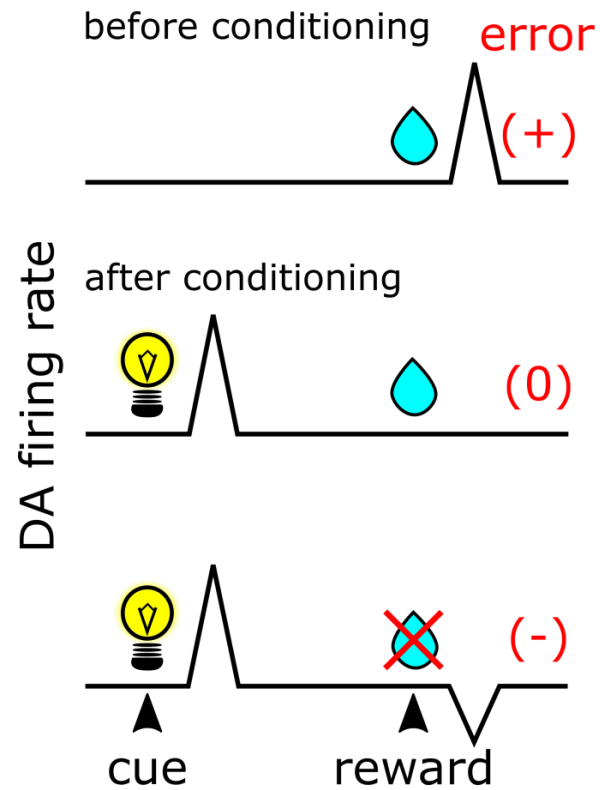 before conditioning
error
(+)
DA firing rate
after conditioning
(0)
(-)
cue
reward